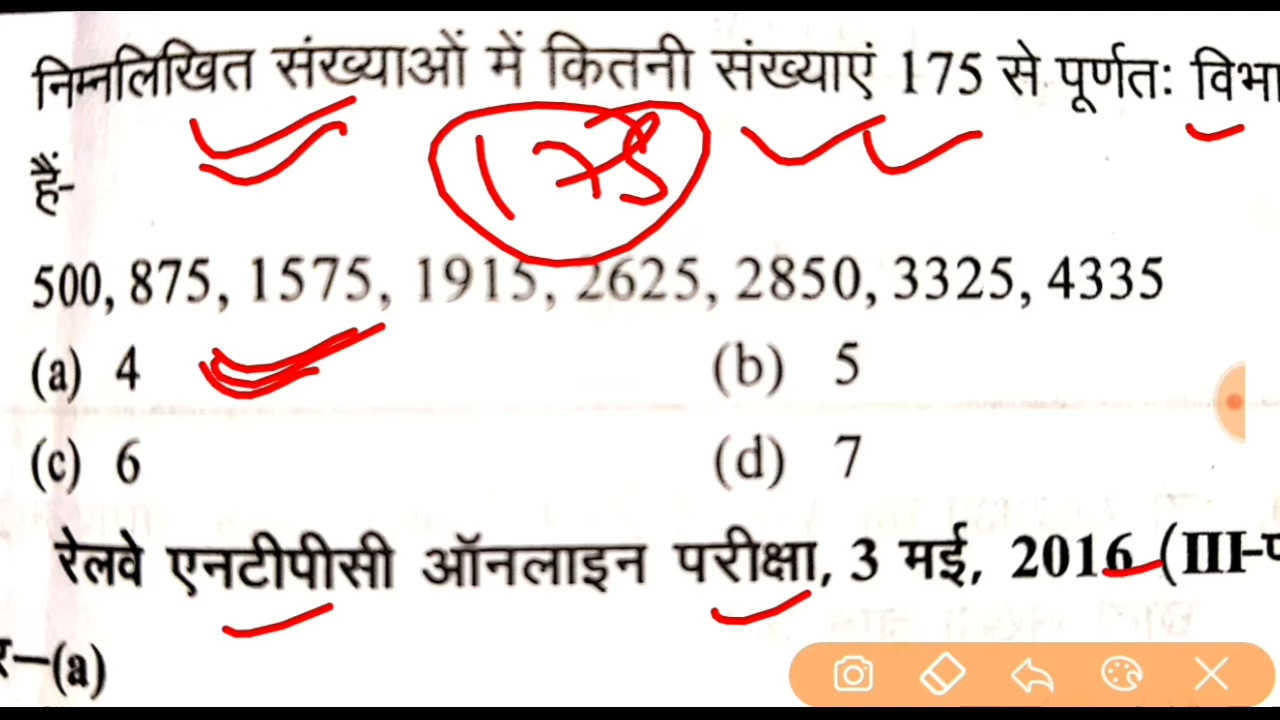 निम्नलिखित संख्याओं में कितनी संख्याएं 175 से पूर्णत: विभा
175
हैं-
500, 875, 1575, 1915, 2625, 2850, 3325, 4335
(a) 4 (b) 5
(c) 6 (d) 7
रेलवे एनटीपीसी ऑनलाइन परीक्षा, 3 मई, 2016 (III-प
र–(a)